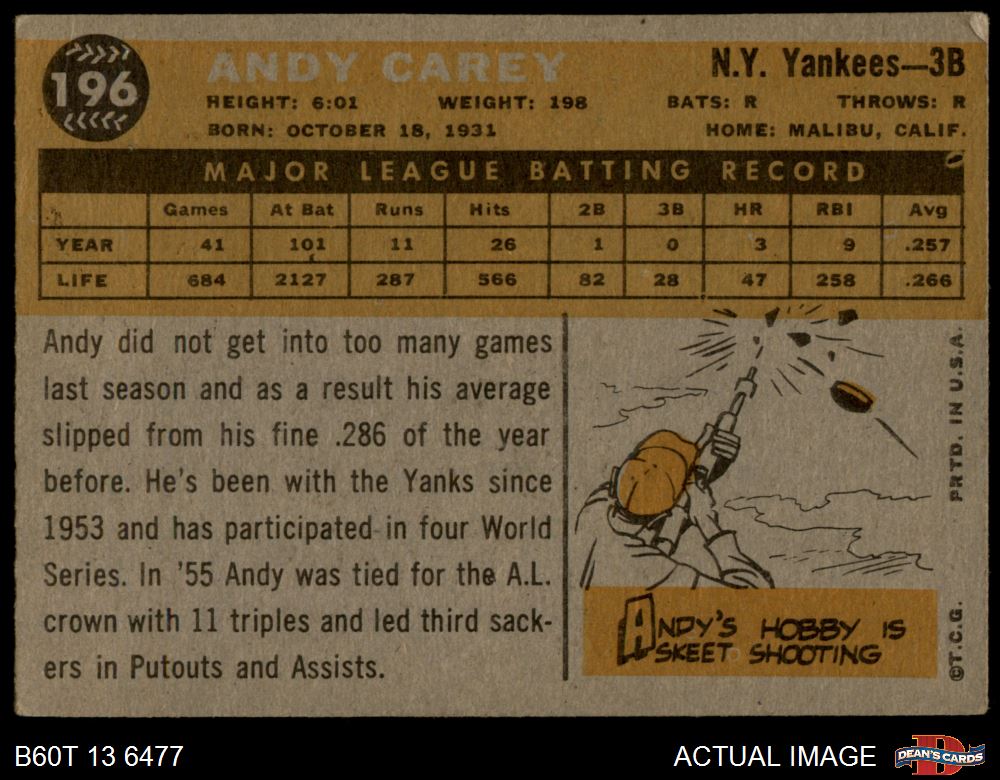 196
ANDY CAREY
N.Y. Yankees—3B
HEIGHT: 6:01 WEIGHT: 198 BATS: R THROWS: R
BORN: OCTOBER 18, 1931 HOME: MALIBU, CALIF.
MAJOR LEAGUE BATTING RECORD
Games At Bat Runs Hits 2B 3B HR RBI Avg
YEAR 41 101 11 26 1 0 3 9 .257
LIFE 684 2127 287 566 82 28 47 258 .266
Andy did not get into too many games
last season and as a result his average
slipped from his fine .286 of the year
before. He's been with the Yanks since
1953 and has participated in four World
Series. In '55 Andy was tied for the A.L.
crown with 11 triples and led third sack-
ers in Putouts and Assists.
ANDY'S HOBBY IS
SKEET SHOOTING
PRTD. IN U.S.A.
©T.C.G.
B60T 13 6477
ACTUAL IMAGE
D
DEAN'S CARDS